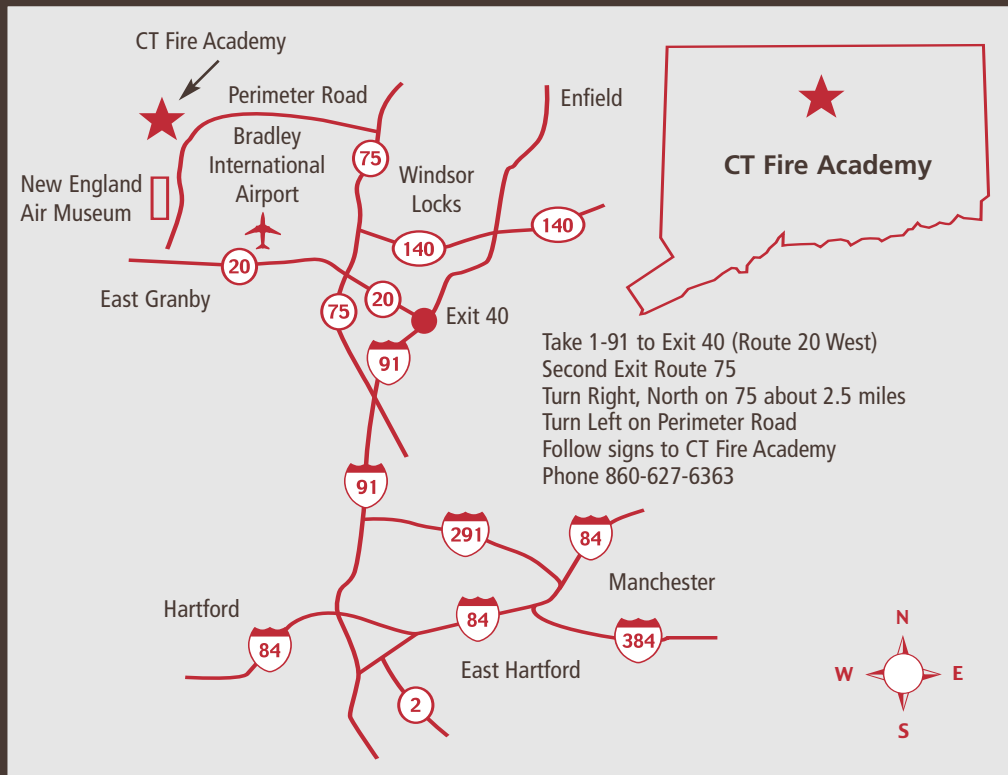 CT Fire Academy
Perimeter Road
Enfield
Bradley
International
Airport
75
Windsor
Locks
CT Fire Academy
New England
Air Museum
140
140
20
20
East Granby
75
Exit 40
91
Take 1-91 to Exit 40 (Route 20 West)
Second Exit Route 75
Turn Right, North on 75 about 2.5 miles
Turn Left on Perimeter Road
Follow signs to CT Fire Academy
Phone 860-627-6363
91
291
84
Manchester
Hartford
84
84
384
East Hartford
2
N
W
E
S